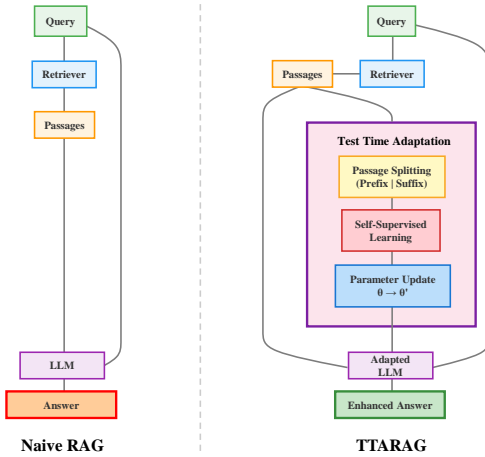 Query
Retriever
Passages
LLM
Answer
Naive RAG
Query
Passages
Retriever
Test Time Adaptation
Passage Splitting
(Prefix | Suffix)
Self-Supervised
Learning
Parameter Update
θ → θ'
Adapted
LLM
Enhanced Answer
TTARAG